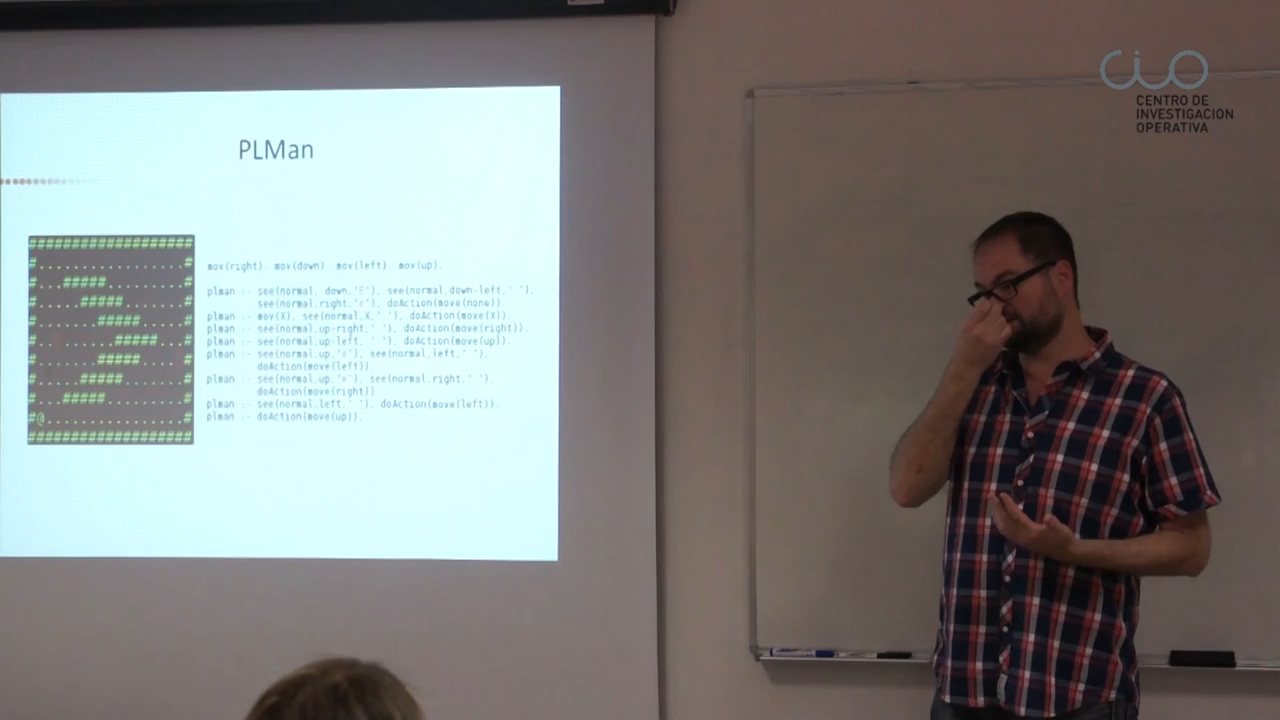 PLMan
mov(right). mov(down). mov(left). mov(up).
plman :- see(normal, down,'E'), see(normal,down-left,' '),
see(normal,right,'#'), doAction(move(none)).
plman :- mov(X), see(normal,X,' '), doAction(move(X)).
plman :- see(normal,up-right,' '), doAction(move(right)).
plman :- see(normal,up-left, ' '), doAction(move(up)).
plman :- see(normal,up,'#'), see(normal,left,' '),
doAction(move(left)).
plman :- see(normal,up,'#'), see(normal,right,' '),
doAction(move(right)).
plman :- see(normal,left,' '), doAction(move(left)).
plman :- doAction(move(up)).
CIO
CENTRO DE
INVESTIGACION
OPERATIVA